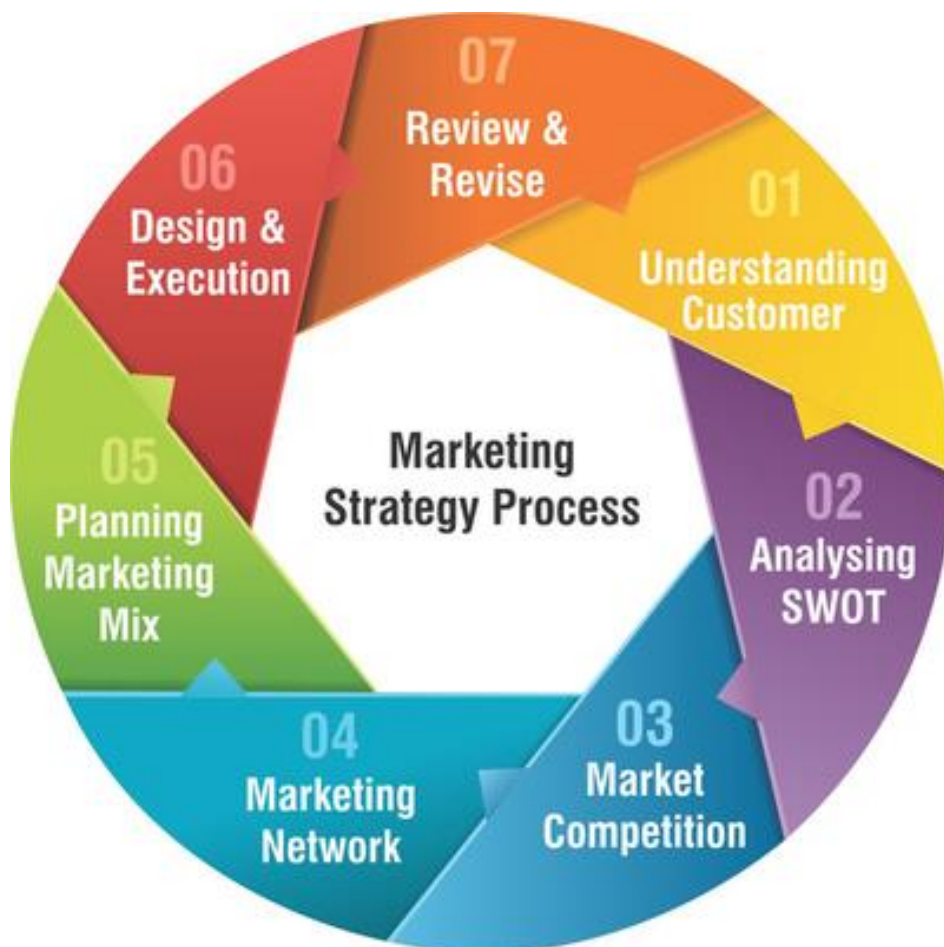 Marketing
Strategy Process
01
Understanding
Customer
02
Analysing
SWOT
03
Market
Competition
04
Marketing
Network
05
Planning
Marketing
Mix
06
Design &
Execution
07
Review &
Revise